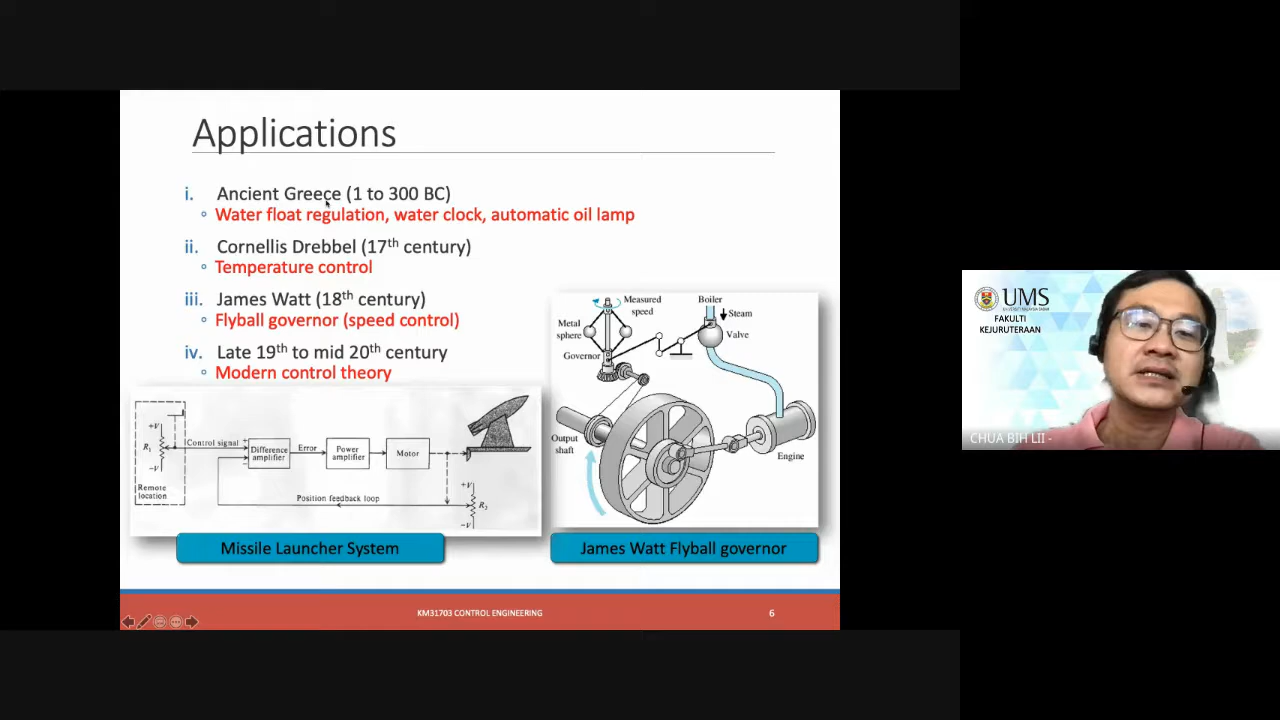 Applications
i. Ancient Greece (1 to 300 BC)
Water float regulation, water clock, automatic oil lamp
ii. Cornellis Drebbel (17th century)
Temperature control
iii. James Watt (18th century)
Flyball governor (speed control)
iv. Late 19th to mid 20th century
Modern control theory
+V
R1
-V
Remote
location
Control signal
+
-
Difference
amplifier
Error
Power
amplifier
Motor
Position feedback loop
+V
R2
-V
Missile Launcher System
Measured
speed
Boiler
Steam
Valve
Metal
sphere
Governor
Output
shaft
Engine
James Watt Flyball governor
KM31703 CONTROL ENGINEERING
6
UMS
FAKULTI
KEJURUTERAAN
CHUA BIH LII -